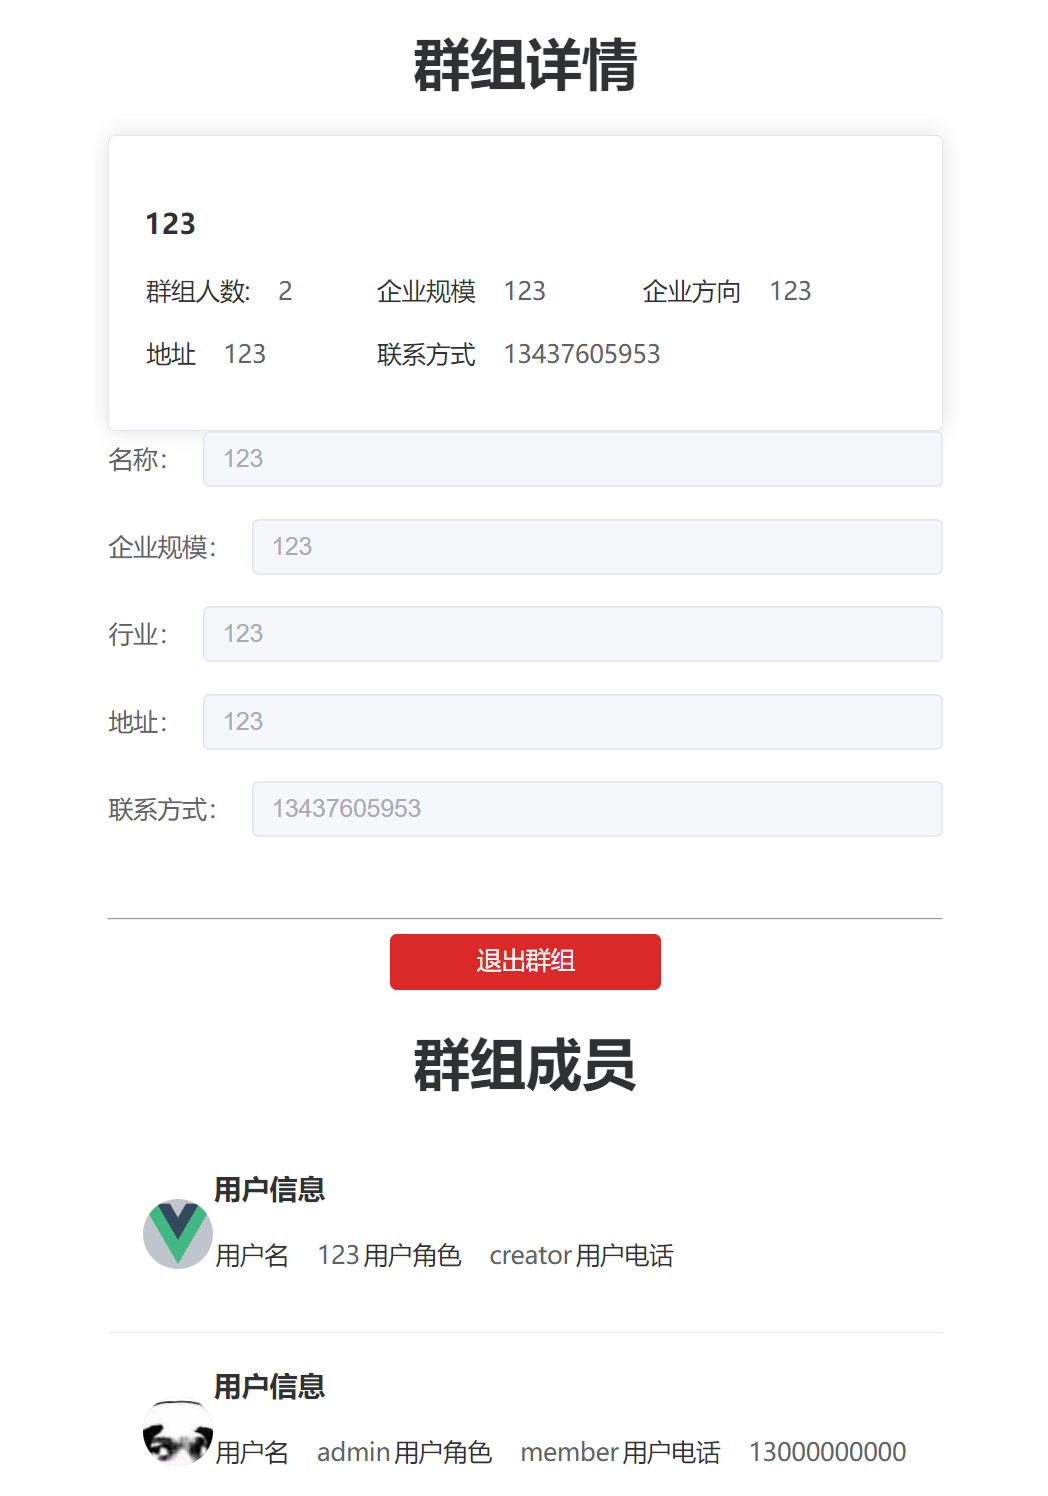 群组详情
123
群组人数: 2 企业规模 123 企业方向 123
地址 123 联系方式 13437605953
名称： 123
企业规模： 123
行业： 123
地址： 123
联系方式： 13437605953
退出群组
群组成员
用户信息
用户名 123 用户角色 creator 用户电话
用户信息
用户名 admin 用户角色 member 用户电话 13000000000